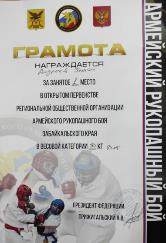 АРМЕЙСКИЙ РУКОПАШНЫЙ БОЙ
ГРАМОТА
НАГРАЖДАЕТСЯ
ЗА ЗАНЯТОЕ МЕСТО
В ОТКРЫТОМ ПЕРВЕНСТВЕ
РЕГИОНАЛЬНОЙ ОБЩЕСТВЕННОЙ ОРГАНИЗАЦИИ
АРМЕЙСКОГО РУКОПАШНОГО БОЯ
ЗАБАЙКАЛЬСКОГО КРАЯ
В ВЕСОВОЙ КАТЕГОРИИ КГ
ПРЕЗИДЕНТ ФЕДЕРАЦИИ